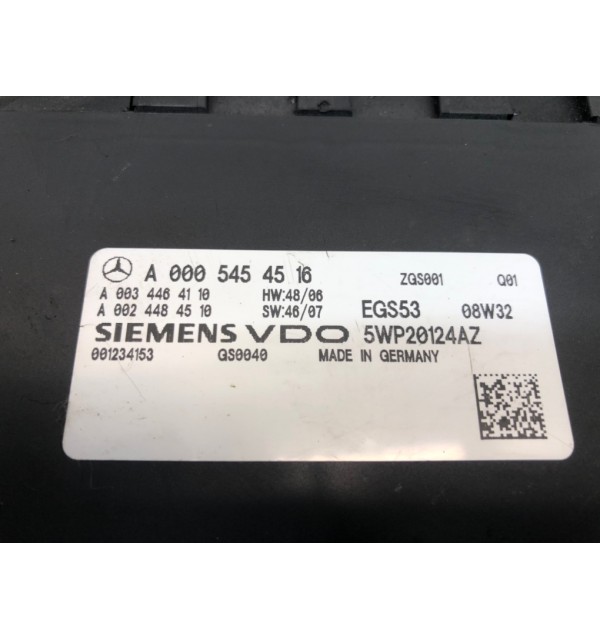 A 000 545 45 16 ZGS001 Q01
A 003 446 41 10 HW:48/06
A 002 448 45 10 SW:46/07 EGS53 08W32
SIEMENS VDO 5WP20124AZ
001234153 GS0040 MADE IN GERMANY